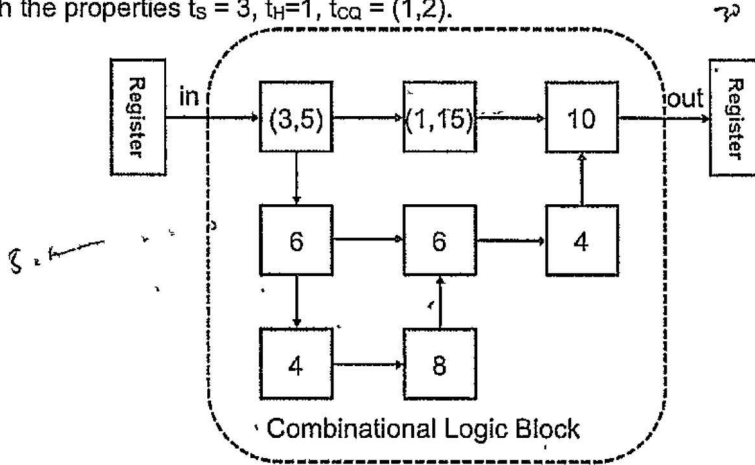 h the properties tS = 3, tH=1, tCQ = (1,2).
Register
in
(3,5)
(1,15)
10
out
Register
6
6
4
4
8
Combinational Logic Block